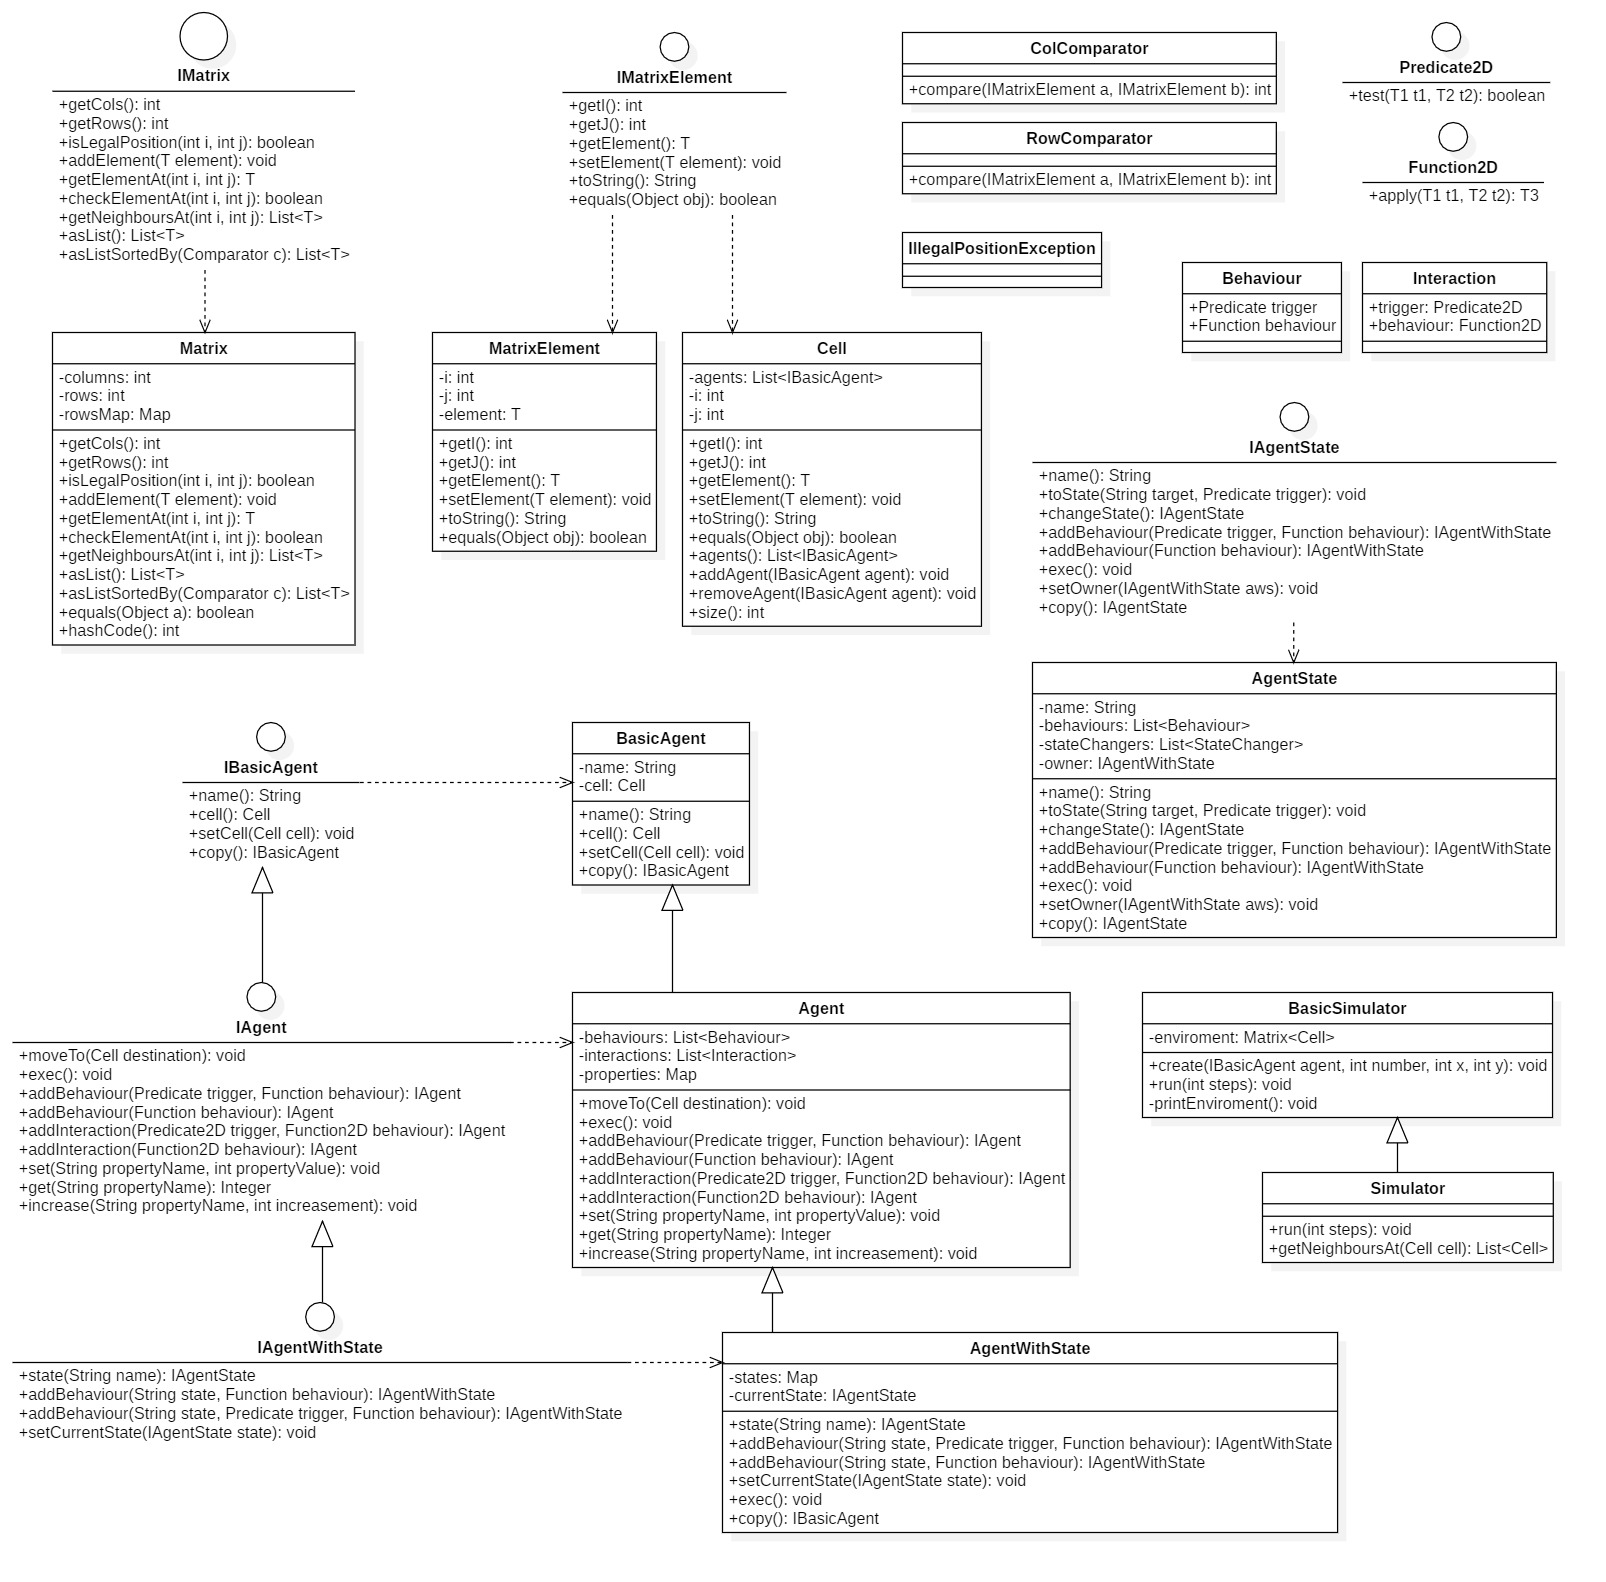 IMatrix
+getCols(): int
+getRows(): int
+isLegalPosition(int i, int j): boolean
+addElement(T element): void
+getElementAt(int i, int j): T
+checkElementAt(int i, int j): boolean
+getNeighboursAt(int i, int j): List<T>
+asList(): List<T>
+asListSortedBy(Comparator c): List<T>
IMatrixElement
+getI(): int
+getJ(): int
+getElement(): T
+setElement(T element): void
+toString(): String
+equals(Object obj): boolean
ColComparator
+compare(IMatrixElement a, IMatrixElement b): int
RowComparator
+compare(IMatrixElement a, IMatrixElement b): int
Predicate2D
+test(T1 t1, T2 t2): boolean
Function2D
+apply(T1 t1, T2 t2): T3
IllegalPositionException
Behaviour
+Predicate trigger
+Function behaviour
Interaction
+trigger: Predicate2D
+behaviour: Function2D
Matrix
-columns: int
-rows: int
-rowsMap: Map
+getCols(): int
+getRows(): int
+isLegalPosition(int i, int j): boolean
+addElement(T element): void
+getElementAt(int i, int j): T
+checkElementAt(int i, int j): boolean
+getNeighboursAt(int i, int j): List<T>
+asList(): List<T>
+asListSortedBy(Comparator c): List<T>
+equals(Object a): boolean
+hashCode(): int
MatrixElement
-i: int
-j: int
-element: T
+getI(): int
+getJ(): int
+getElement(): T
+setElement(T element): void
+toString(): String
+equals(Object obj): boolean
Cell
-agents: List<IBasicAgent>
-i: int
-j: int
+getI(): int
+getJ(): int
+getElement(): T
+setElement(T element): void
+toString(): String
+equals(Object obj): boolean
+agents(): List<IBasicAgent>
+addAgent(IBasicAgent agent): void
+removeAgent(IBasicAgent agent): void
+size(): int
IAgentState
+name(): String
+toState(String target, Predicate trigger): void
+changeState(): IAgentState
+addBehaviour(Predicate trigger, Function behaviour): IAgentWithState
+addBehaviour(Function behaviour): IAgentWithState
+exec(): void
+setOwner(IAgentWithState aws): void
+copy(): IAgentState
AgentState
-name: String
-behaviours: List<Behaviour>
-stateChangers: List<StateChanger>
-owner: IAgentWithState
+name(): String
+toState(String target, Predicate trigger): void
+changeState(): IAgentState
+addBehaviour(Predicate trigger, Function behaviour): IAgentWithState
+addBehaviour(Function behaviour): IAgentWithState
+exec(): void
+setOwner(IAgentWithState aws): void
+copy(): IAgentState
IBasicAgent
+name(): String
+cell(): Cell
+setCell(Cell cell): void
+copy(): IBasicAgent
BasicAgent
-name: String
-cell: Cell
+name(): String
+cell(): Cell
+setCell(Cell cell): void
+copy(): IBasicAgent
IAgent
+moveTo(Cell destination): void
+exec(): void
+addBehaviour(Predicate trigger, Function behaviour): IAgent
+addBehaviour(Function behaviour): IAgent
+addInteraction(Predicate2D trigger, Function2D behaviour): IAgent
+addInteraction(Function2D behaviour): IAgent
+set(String propertyName, int propertyValue): void
+get(String propertyName): Integer
+increase(String propertyName, int increasement): void
Agent
-behaviours: List<Behaviour>
-interactions: List<Interaction>
-properties: Map
+moveTo(Cell destination): void
+exec(): void
+addBehaviour(Predicate trigger, Function behaviour): IAgent
+addBehaviour(Function behaviour): IAgent
+addInteraction(Predicate2D trigger, Function2D behaviour): IAgent
+addInteraction(Function2D behaviour): IAgent
+set(String propertyName, int propertyValue): void
+get(String propertyName): Integer
+increase(String propertyName, int increasement): void
BasicSimulator
-enviroment: Matrix<Cell>
+create(IBasicAgent agent, int number, int x, int y): void
+run(int steps): void
-printEnviroment(): void
Simulator
+run(int steps): void
+getNeighboursAt(Cell cell): List<Cell>
IAgentWithState
+state(String name): IAgentState
+addBehaviour(String state, Function behaviour): IAgentWithState
+addBehaviour(String state, Predicate trigger, Function behaviour): IAgentWithState
+setCurrentState(IAgentState state): void
AgentWithState
-states: Map
-currentState: IAgentState
+state(String name): IAgentState
+addBehaviour(String state, Predicate trigger, Function behaviour): IAgentWithState
+addBehaviour(String state, Function behaviour): IAgentWithState
+setCurrentState(IAgentState state): void
+exec(): void
+copy(): IBasicAgent